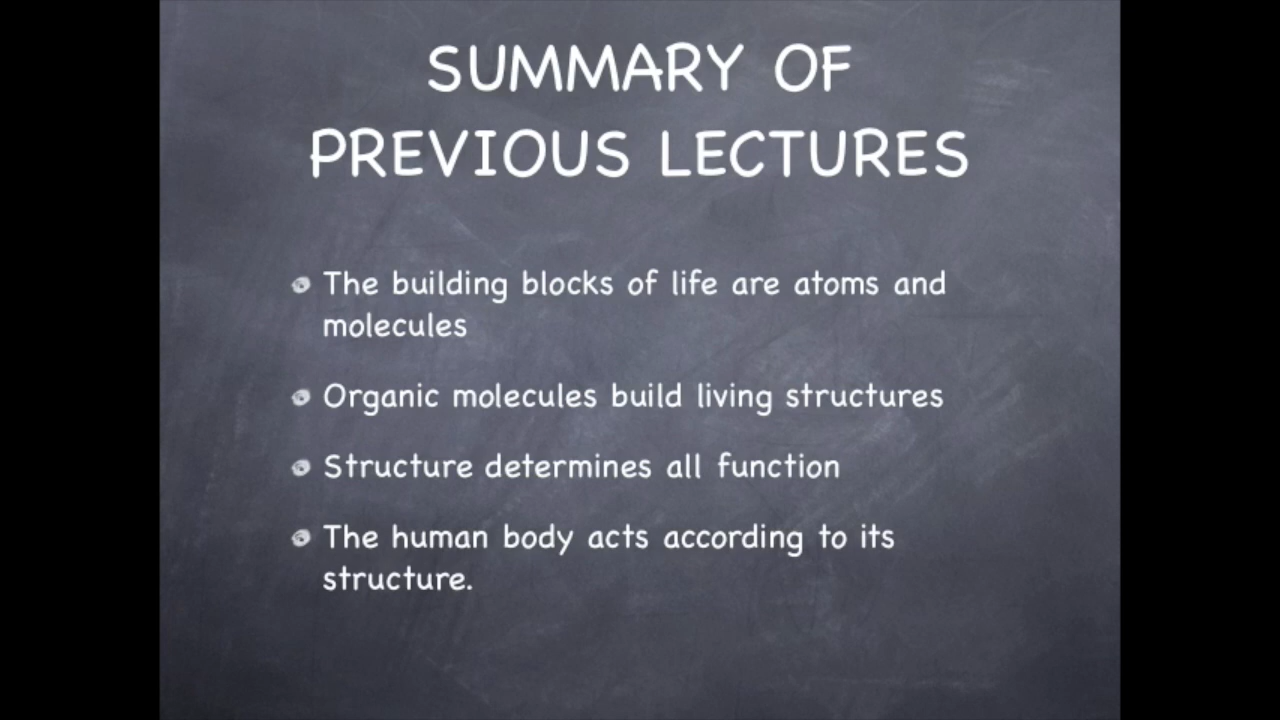 SUMMARY OF
PREVIOUS LECTURES
The building blocks of life are atoms and
molecules
Organic molecules build living structures
Structure determines all function
The human body acts according to its
structure.